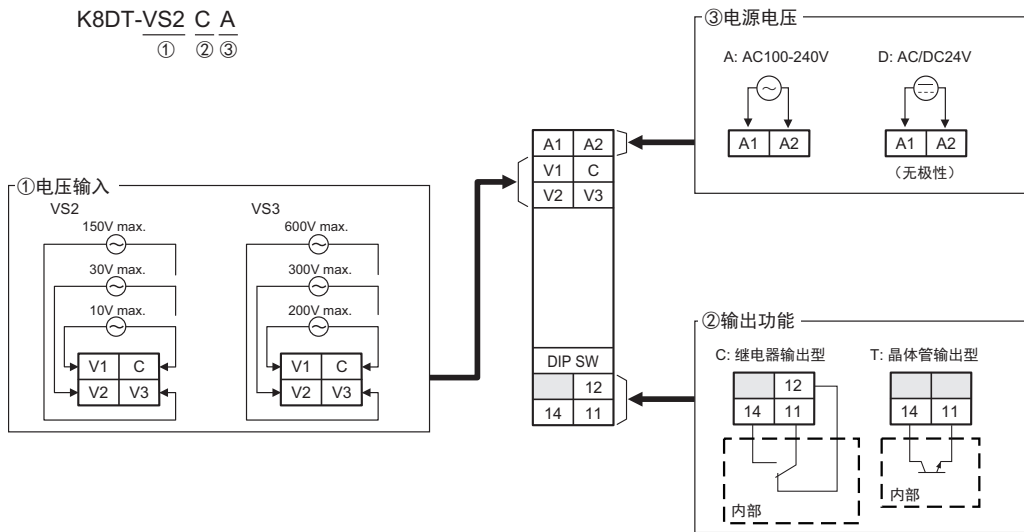 K8DT-VS2 C A
① ② ③
③电源电压
A: AC100-240V
D: AC/DC24V
A1 A2
A1 A2
（无极性）
A1 A2
V1 C
V2 V3
DIP SW
12
14 11
①电压输入
VS2
150V max.
30V max.
10V max.
V1 C
V2 V3
VS3
600V max.
300V max.
200V max.
V1 C
V2 V3
②输出功能
C: 继电器输出型
12
14 11
内部
T: 晶体管输出型
14 11
内部